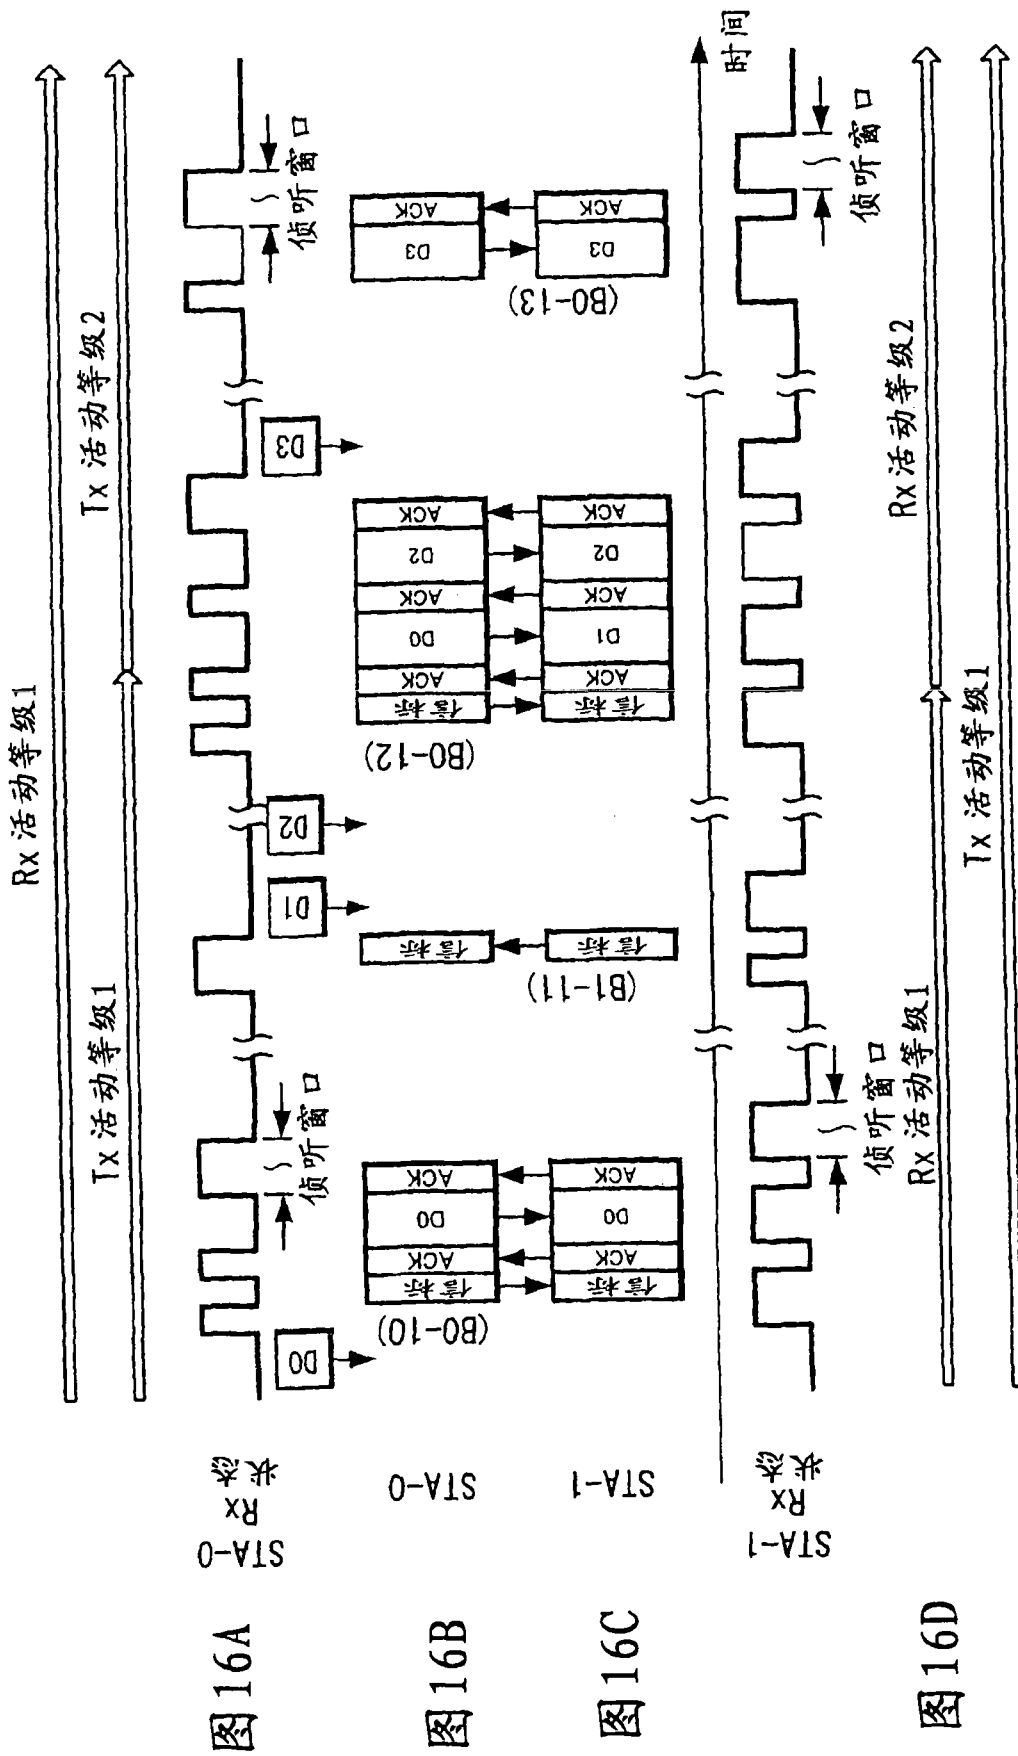 Rx 活动等级1
Tx 活动等级1
Tx 活动等级2
图16A
STA-0
Rx
状态
侦听窗口
侦听窗口
D0
D1
D2
D3
图16B
STA-0
(B0-10)
信标
ACK
D0
ACK
信标
(B0-12)
信标
ACK
D0
ACK
D2
ACK
D3
ACK
图16C
STA-1
信标
ACK
D0
ACK
(B1-11)
信标
信标
ACK
D1
ACK
D2
ACK
(B0-13)
D3
ACK
时间
图16D
STA-1
Rx
状态
侦听窗口
侦听窗口
Rx 活动等级1
Rx 活动等级2
Tx 活动等级1